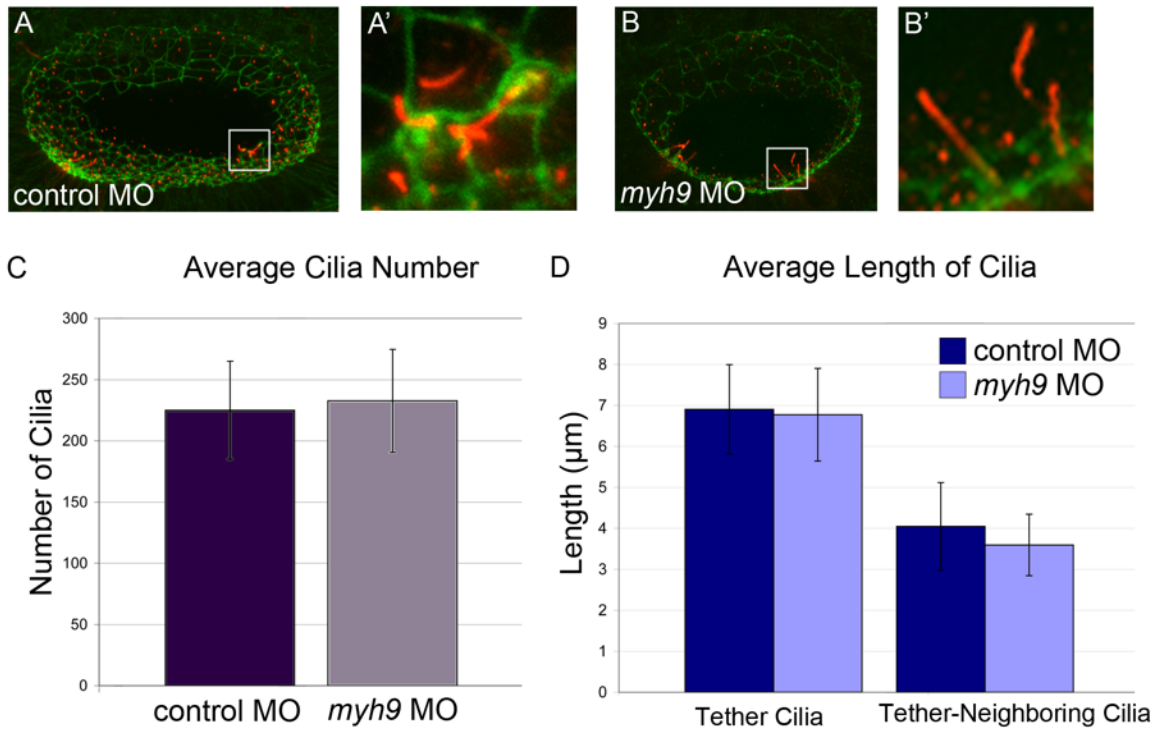 A
A'
B
B'
control MO
myh9 MO
C
Average Cilia Number
300
250
200
150
100
50
0
Number of Cilia
control MO
myh9 MO
D
Average Length of Cilia
9
8
7
6
5
4
3
2
1
0
Length (µm)
control MO
myh9 MO
Tether Cilia
Tether-Neighboring Cilia